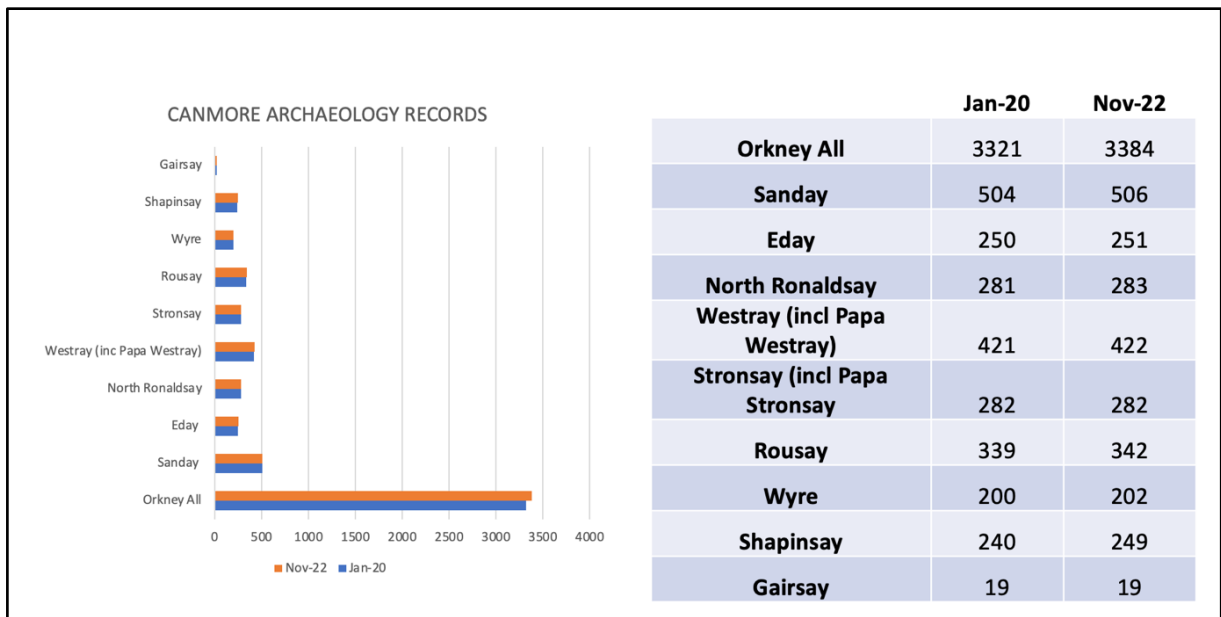 CANMORE ARCHAEOLOGY RECORDS
Gairsay
Shapinsay
Wyre
Rousay
Stronsay
Westray (inc Papa Westray)
North Ronaldsay
Eday
Sanday
Orkney All
0 500 1000 1500 2000 2500 3000 3500 4000
Nov-22 Jan-20
Jan-20 Nov-22
Orkney All 3321 3384
Sanday 504 506
Eday 250 251
North Ronaldsay 281 283
Westray (incl Papa
Westray) 421 422
Stronsay (incl Papa
Stronsay 282 282
Rousay 339 342
Wyre 200 202
Shapinsay 240 249
Gairsay 19 19